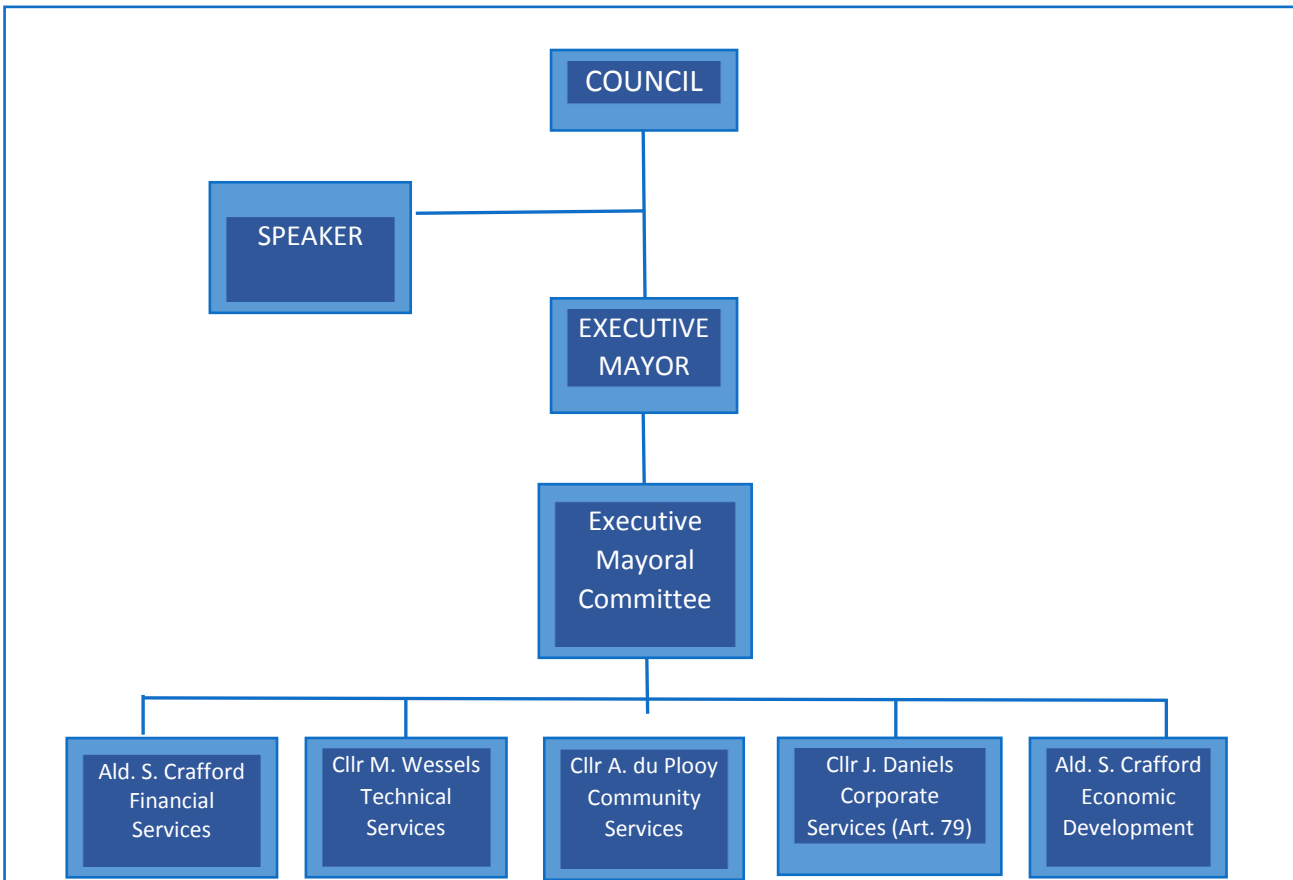 COUNCIL
SPEAKER
EXECUTIVE
MAYOR
Executive
Mayoral
Committee
Ald. S. Crafford
Financial
Services
Cllr M. Wessels
Technical
Services
Cllr A. du Plooy
Community
Services
Cllr J. Daniels
Corporate
Services (Art. 79)
Ald. S. Crafford
Economic
Development